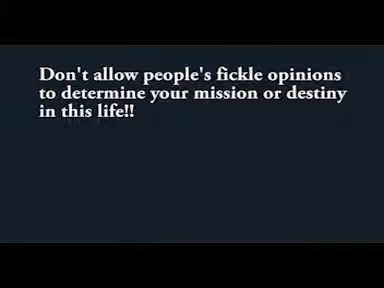 Don't allow people's fickle opinions
to determine your mission or destiny
in this life!!